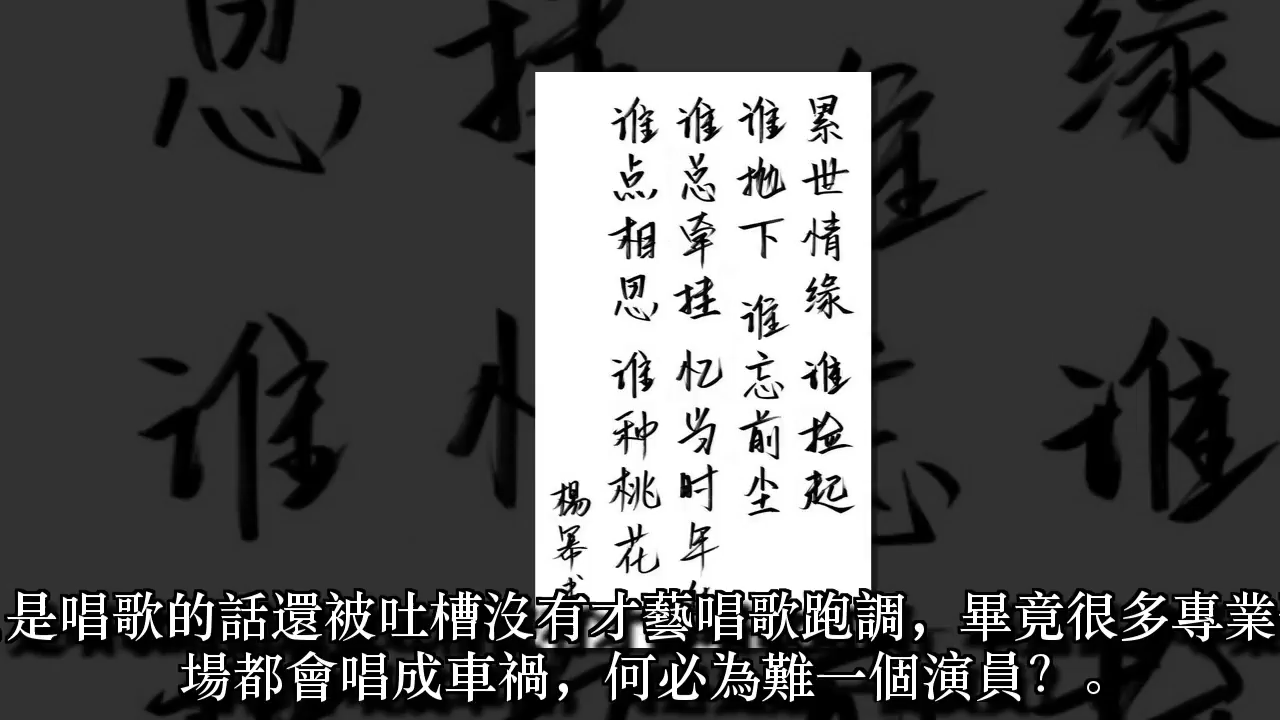 累世情缘 谁捡起
谁抛下 谁忘前尘
谁总牵挂 忆当时年
谁点相思 谁种桃花
楊幂
是唱歌的話還被吐槽沒有才藝唱歌跑調，畢竟很多專業
場都會唱成車禍，何必為難一個演員？。